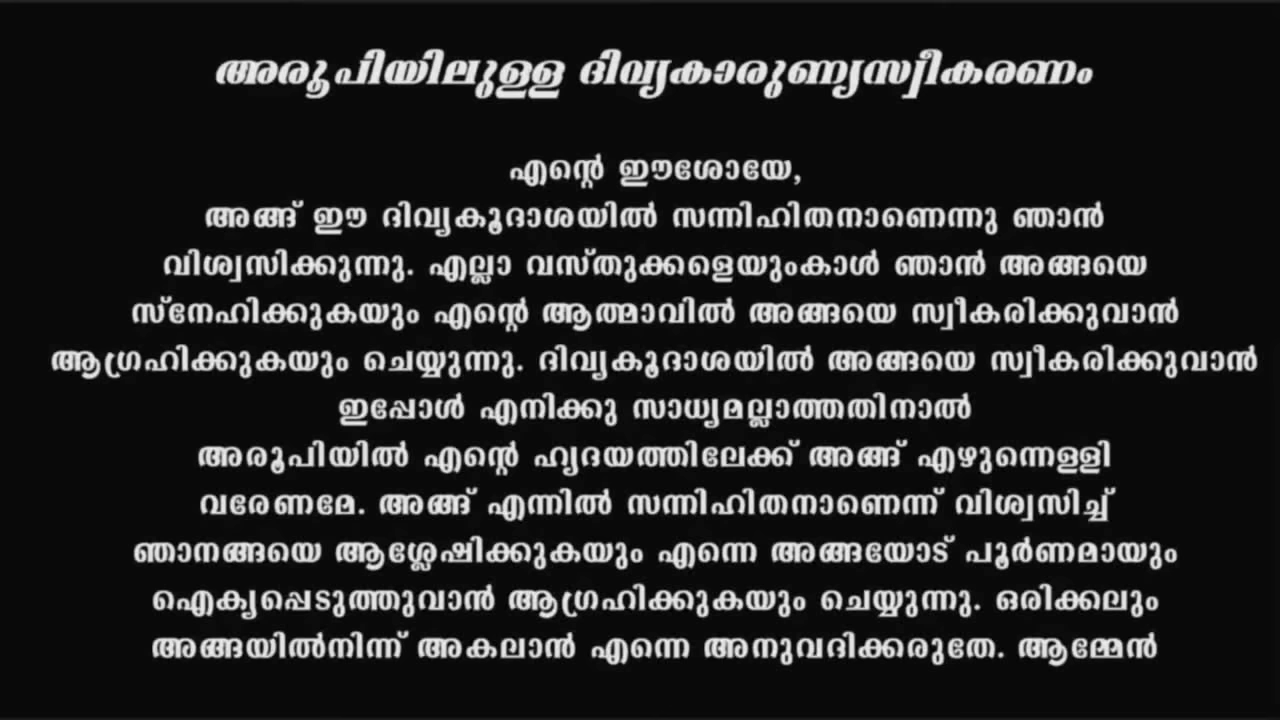 അരൂപിയിലുള്ള ദിവ്യകാരുണ്യസ്വീകരണം
എന്റെ ഈശോയേ,
അങ്ങ് ഈ ദിവ്യകൂദാശയിൽ സന്നിഹിതനാണെന്നു ഞാൻ
വിശ്വസിക്കുന്നു. എല്ലാ വസ്തുക്കളെയുംകാൾ ഞാൻ അങ്ങയെ
സ്നേഹിക്കുകയും എന്റെ ആത്മാവിൽ അങ്ങയെ സ്വീകരിക്കുവാൻ
ആഗ്രഹിക്കുകയും ചെയ്യുന്നു. ദിവ്യകൂദാശയിൽ അങ്ങയെ സ്വീകരിക്കുവാൻ
ഇപ്പോൾ എനിക്കു സാധ്യമല്ലാത്തതിനാൽ
അരൂപിയിൽ എന്റെ ഹൃദയത്തിലേക്ക് അങ്ങ് എഴുന്നെള്ളി
വരേണമേ. അങ്ങ് എന്നിൽ സന്നിഹിതനാണെന്ന് വിശ്വസിച്ച്
ഞാനങ്ങയെ ആശ്ലേഷിക്കുകയും എന്നെ അങ്ങയോട് പൂർണമായും
ഐക്യപ്പെടുത്തുവാൻ ആഗ്രഹിക്കുകയും ചെയ്യുന്നു. ഒരിക്കലും
അങ്ങയിൽനിന്ന് അകലാൻ എന്നെ അനുവദിക്കരുതേ. ആമ്മേൻ